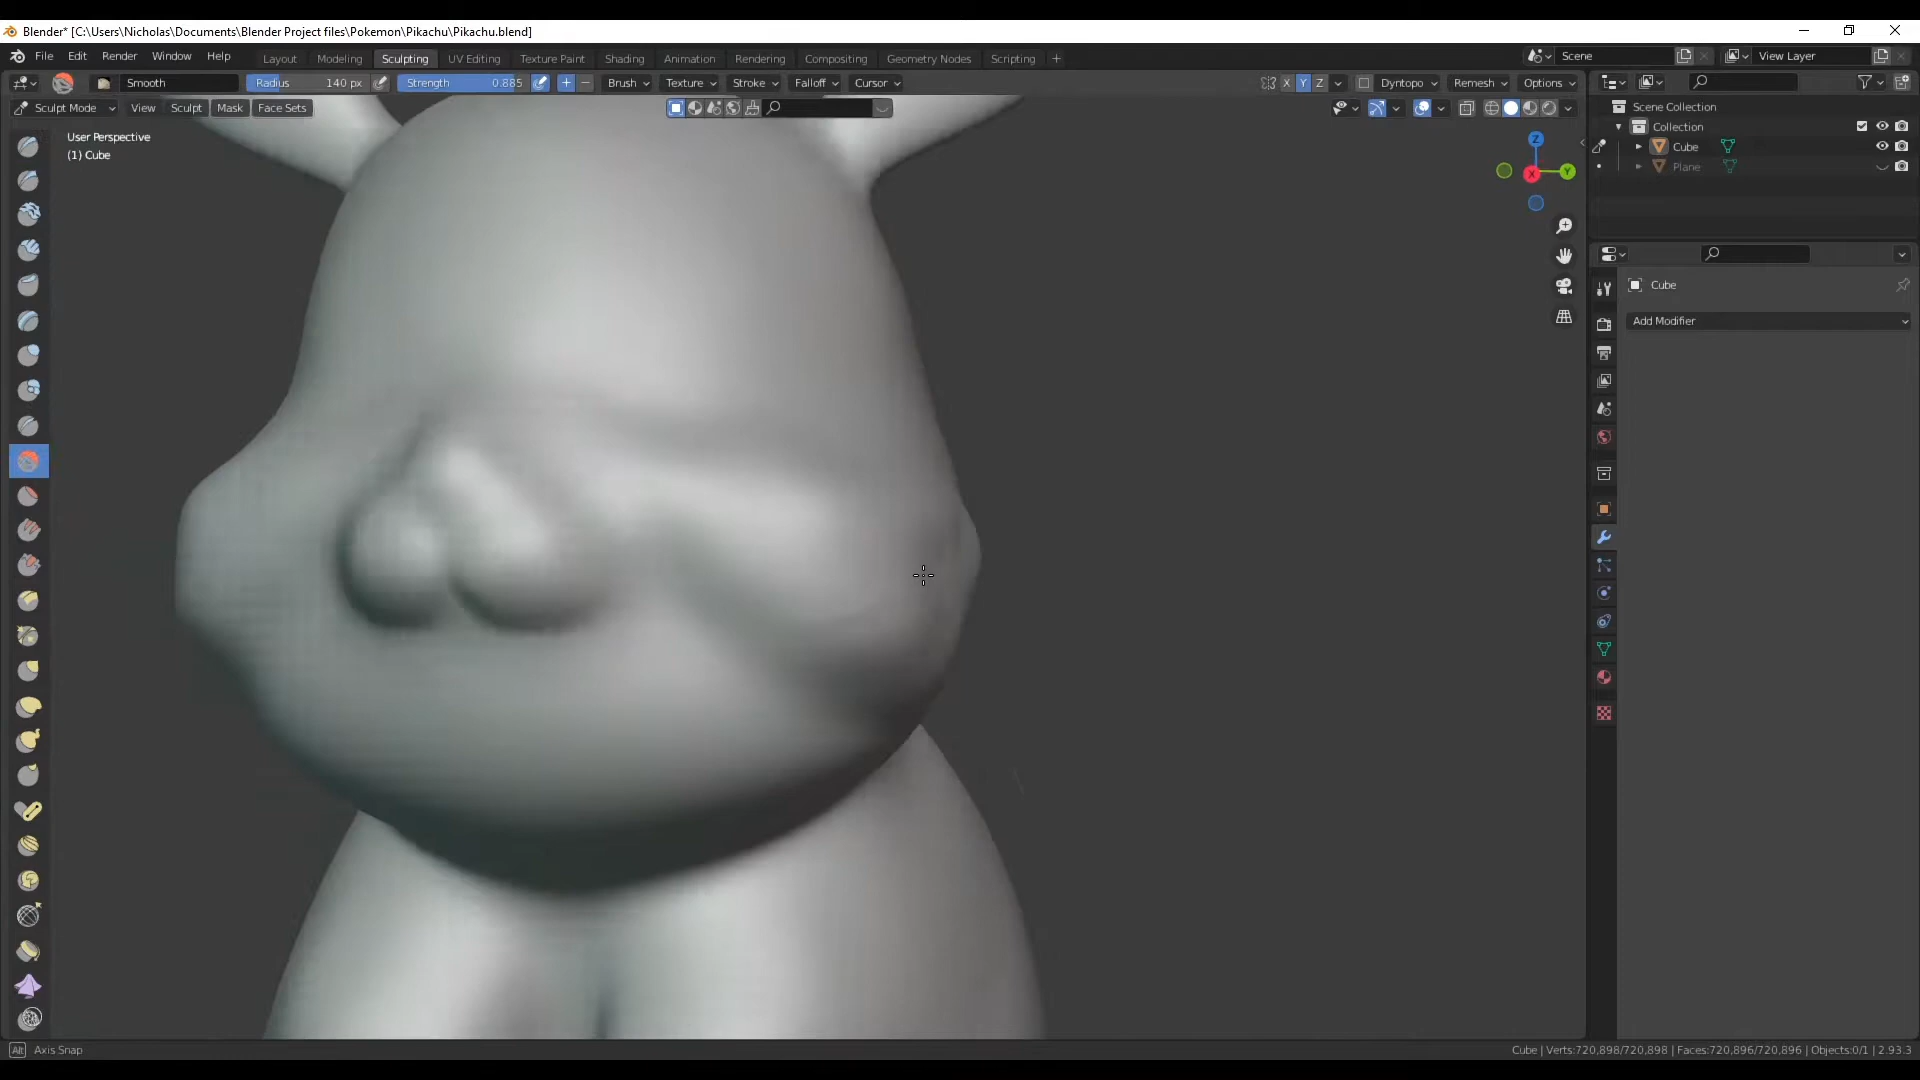 Blender* [C:\Users\Nicholas\Documents\Blender Project files\Pokemon\Pikachu\Pikachu.blend]
File Edit Render Window Help Layout Modeling Sculpting UV Editing Texture Paint Shading Animation Rendering Compositing Geometry Nodes Scripting + Scene View Layer
Smooth Radius 140 px Strength 0.885 Brush Texture Stroke Falloff Cursor X Y Z Dyntopo Remesh Options
Sculpt Mode View Sculpt Mask Face Sets
Scene Collection
Collection
Cube
Plane
User Perspective
(1) Cube
Z
Y
X
Cube
Add Modifier
Alt Axis Snap
Cube | Verts:720,898/720,898 | Faces:720,896/720,896 | Objects:0/1 | 2.93.3